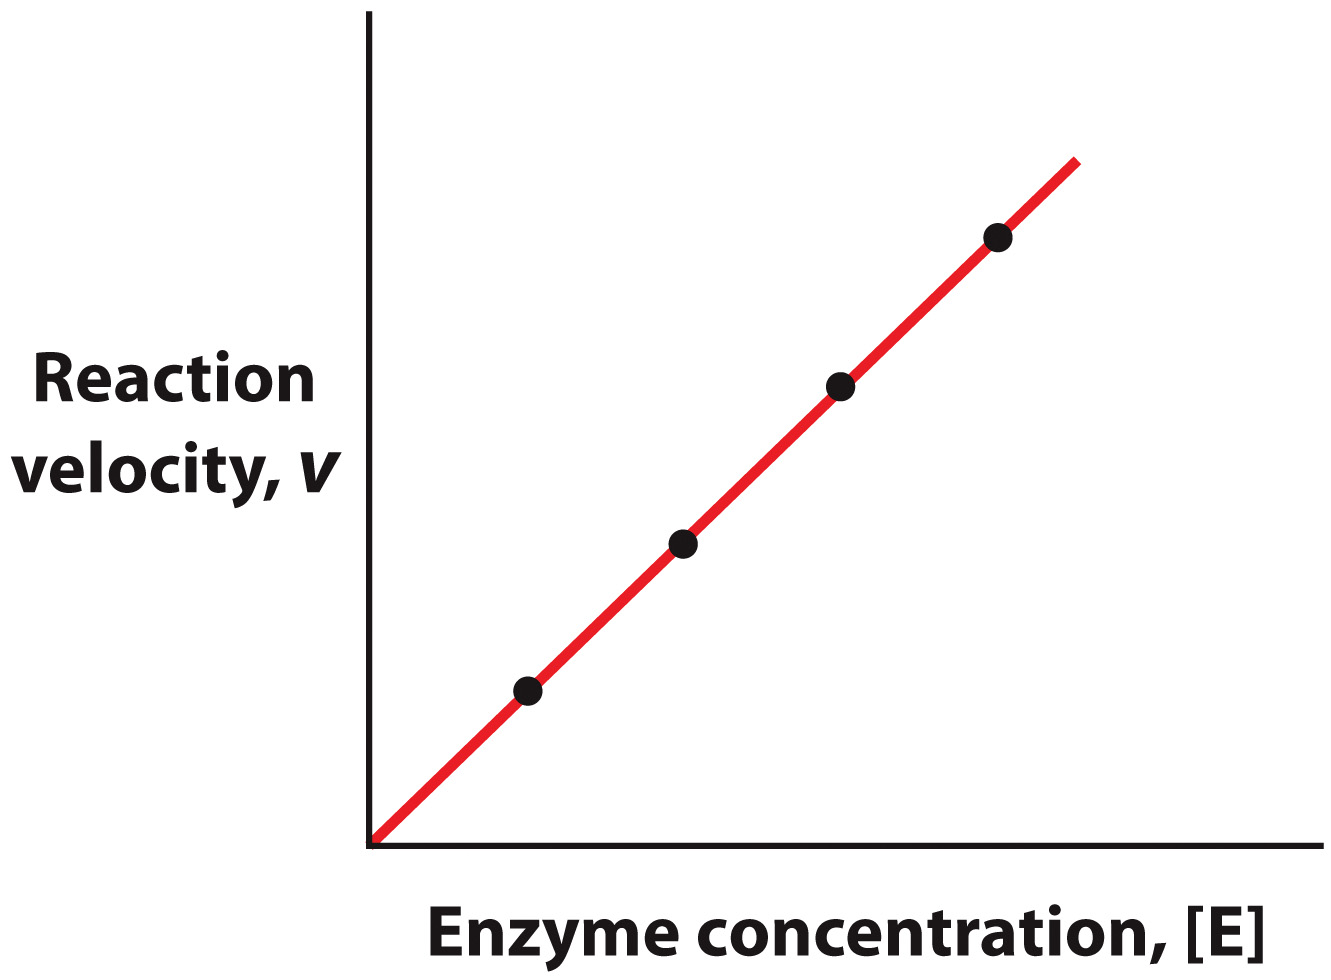 Reaction
velocity, v
Enzyme concentration, [E]